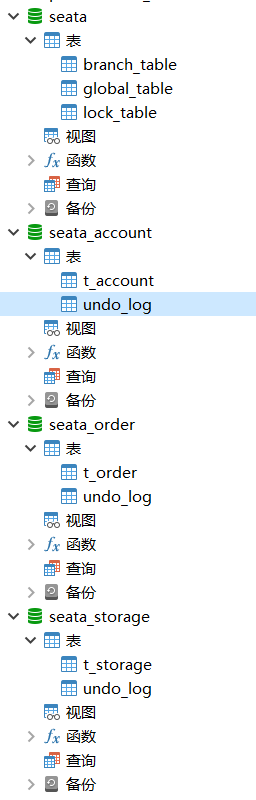 seata
表
branch_table
global_table
lock_table
视图
函数
查询
备份
seata_account
表
t_account
undo_log
视图
函数
查询
备份
seata_order
表
t_order
undo_log
视图
函数
查询
备份
seata_storage
表
t_storage
undo_log
视图
函数
查询
备份